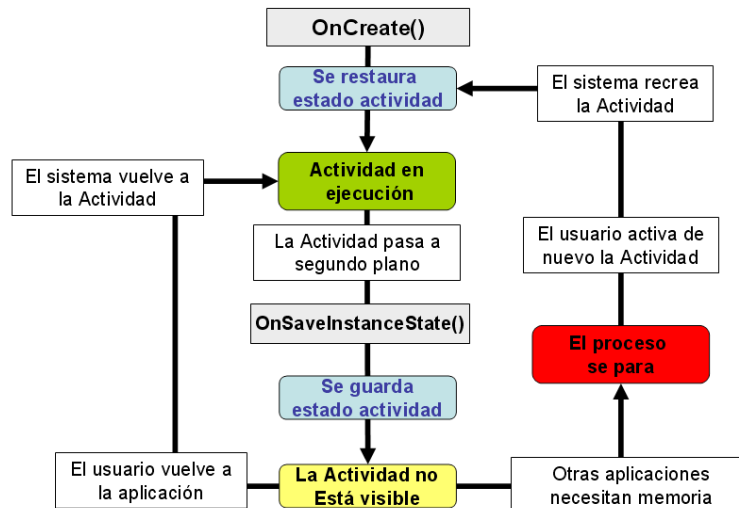 OnCreate()
Se restaura
estado actividad
El sistema recrea
la Actividad
El sistema vuelve a
la Actividad
Actividad en
ejecución
La Actividad pasa a
segundo plano
El usuario activa de
nuevo la Actividad
OnSaveInstanceState()
El proceso
se para
Se guarda
estado actividad
El usuario vuelve a
la aplicación
La Actividad no
Está visible
Otras aplicaciones
necesitan memoria